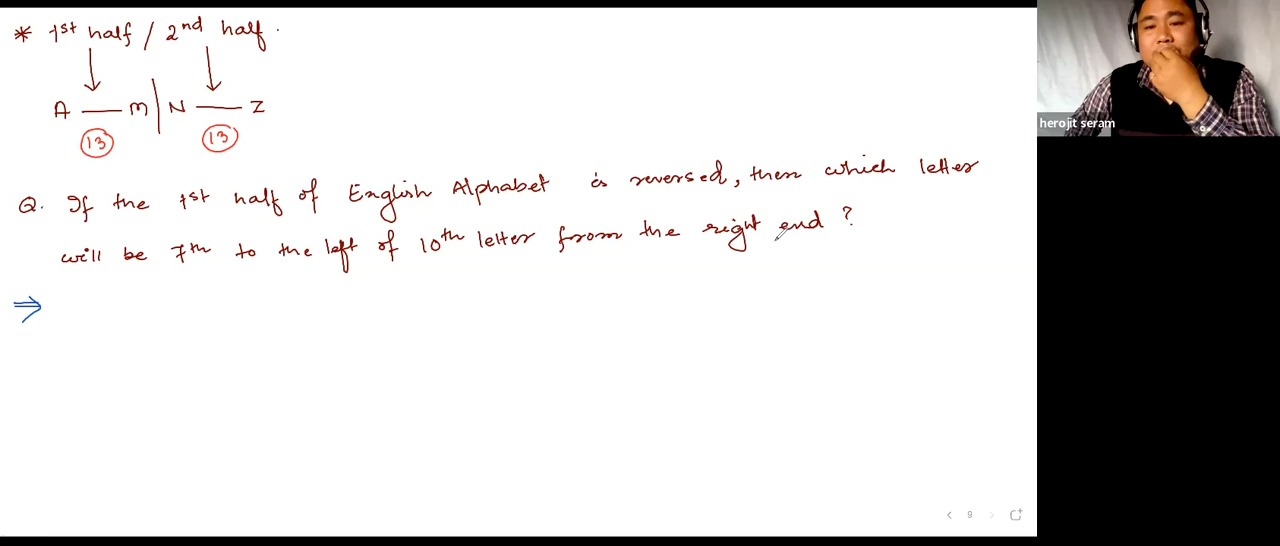 * 1st half / 2nd half.
A — M | N — Z
13 13
Q. If the 1st half of English Alphabet is reversed, then which letter
will be 7th to the left of 10th letter from the right end ?
⇒
herojit seram
9